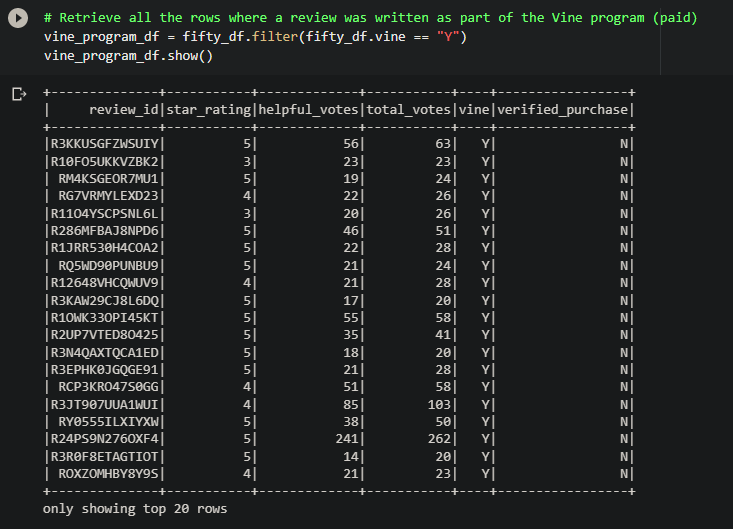 # Retrieve all the rows where a review was written as part of the Vine program (paid)
vine_program_df = fifty_df.filter(fifty_df.vine == "Y")
vine_program_df.show()
+--------------+-----------+-------------+-----------+----+-----------------+
|     review_id|star_rating|helpful_votes|total_votes|vine|verified_purchase|
+--------------+-----------+-------------+-----------+----+-----------------+
|R3KKUSGFZWSUIY|          5|           56|         63|   Y|                N|
|R10FO5UKKVZBK2|          3|           23|         23|   Y|                N|
| RM4KSGEOR7MU1|          5|           19|         24|   Y|                N|
| RG7VRMYLEXD23|          4|           22|         26|   Y|                N|
|R11O4YSCPSNL6L|          3|           20|         26|   Y|                N|
|R286MFBAJ8NPD6|          5|           46|         51|   Y|                N|
|R1JRR530H4COA2|          5|           22|         28|   Y|                N|
| RQ5WD90PUNBU9|          5|           21|         24|   Y|                N|
|R12648VHCQWUV9|          4|           21|         28|   Y|                N|
|R3KAW29CJ8L6DQ|          5|           17|         20|   Y|                N|
|R1OWK33OPI45KT|          5|           55|         58|   Y|                N|
|R2UP7VTED8O425|          5|           35|         41|   Y|                N|
|R3N4QAXTQCA1ED|          5|           18|         20|   Y|                N|
|R3EPHK0JGQGE91|          5|           21|         28|   Y|                N|
| RCP3KRO47S0GG|          4|           51|         58|   Y|                N|
|R3JT907UUA1WUI|          4|           85|        103|   Y|                N|
| RY0555ILXIYXW|          5|           38|         50|   Y|                N|
|R24PS9N276OXF4|          5|          241|        262|   Y|                N|
|R3R0F8ETAGTIOT|          5|           14|         20|   Y|                N|
| ROXZOMHBY8Y9S|          4|           21|         23|   Y|                N|
+--------------+-----------+-------------+-----------+----+-----------------+
only showing top 20 rows